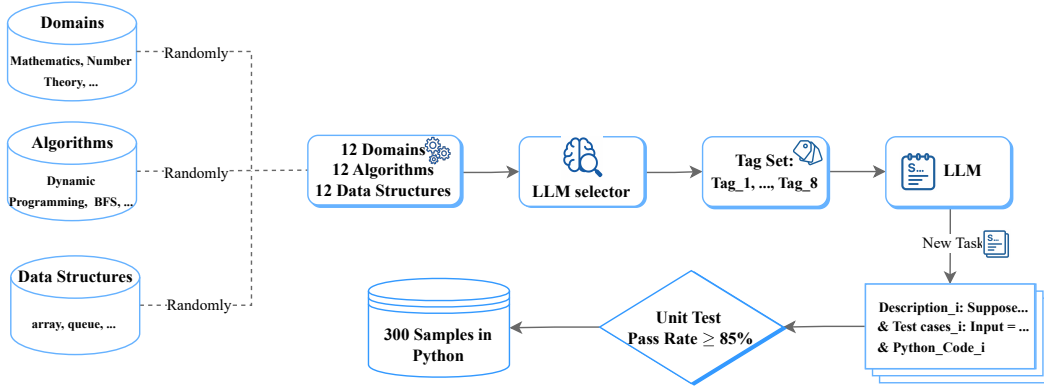 Domains
Mathematics, Number
Theory, ...
Randomly
Algorithms
Dynamic
Programming, BFS, ...
Randomly
Data Structures
array, queue, ...
Randomly
12 Domains
12 Algorithms
12 Data Structures
LLM selector
Tag Set:
Tag_1, ..., Tag_8
S...
LLM
New Task
S...
Description_i: Suppose...
& Test cases_i: Input = ...
& Python_Code_i
Unit Test
Pass Rate ≥ 85%
300 Samples in
Python